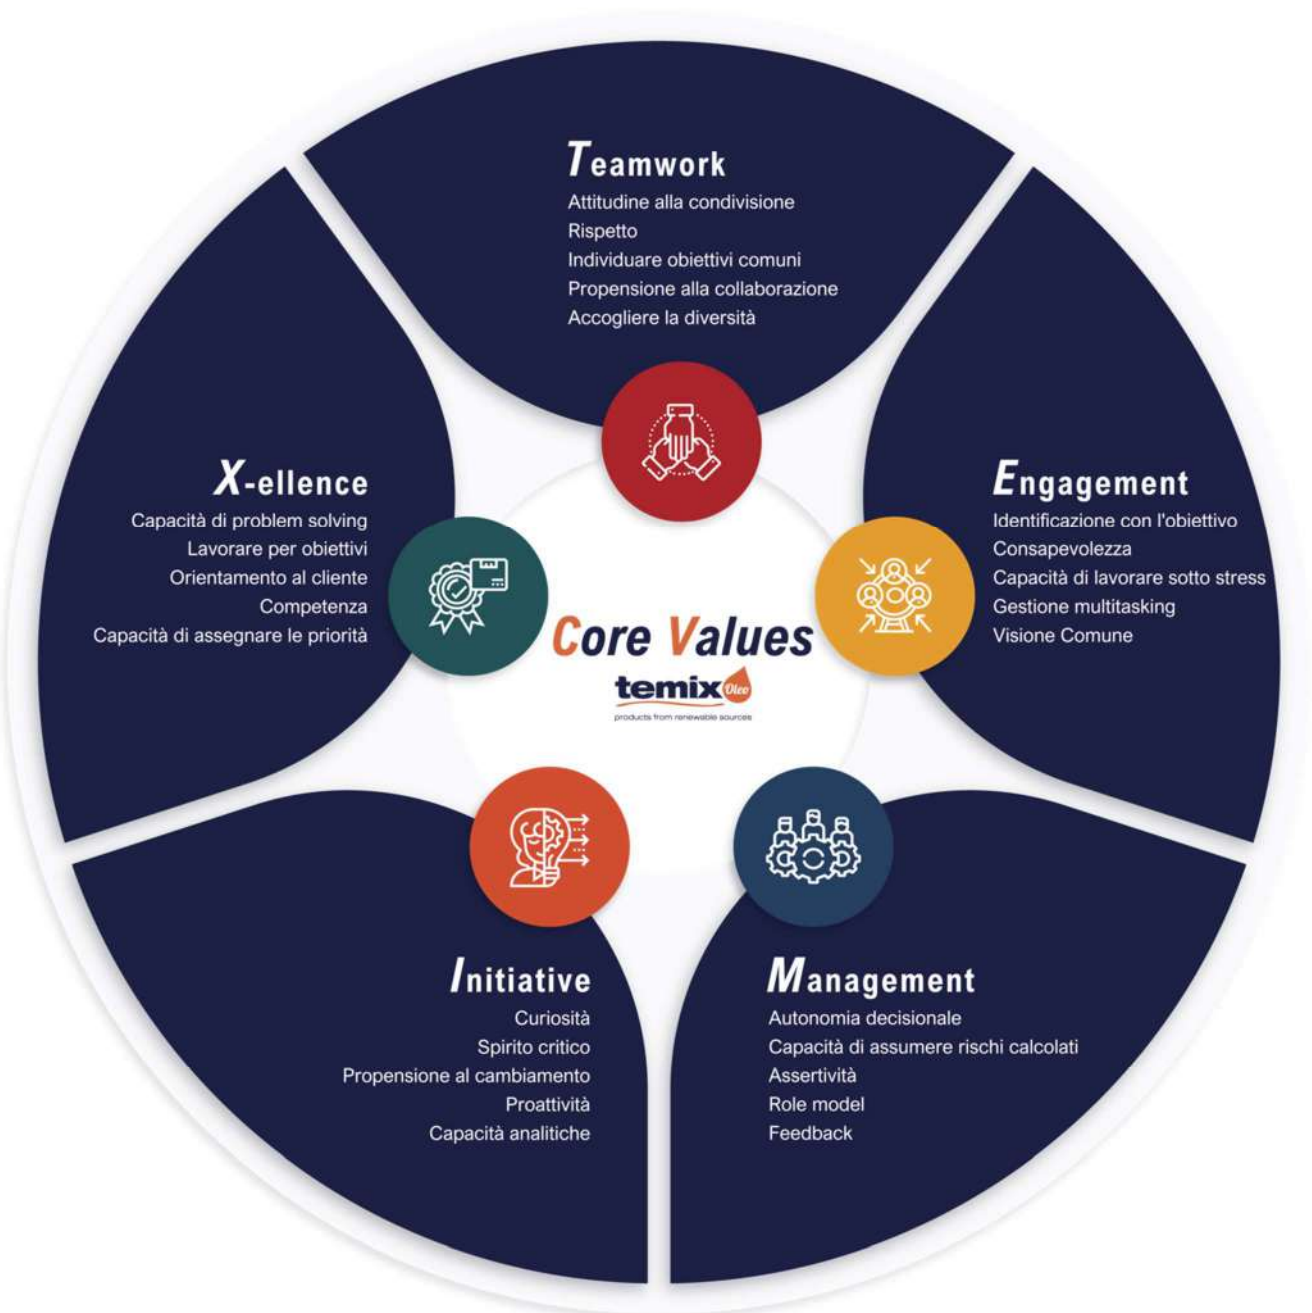 Teamwork
Attitudine alla condivisione
Rispetto
Individuare obiettivi comuni
Propensione alla collaborazione
Accogliere la diversità
Engagement
Identificazione con l'obiettivo
Consapevolezza
Capacità di lavorare sotto stress
Gestione multitasking
Visione Comune
Management
Autonomia decisionale
Capacità di assumere rischi calcolati
Assertività
Role model
Feedback
Initiative
Curiosità
Spirito critico
Propensione al cambiamento
Proattività
Capacità analitiche
X-ellence
Capacità di problem solving
Lavorare per obiettivi
Orientamento al cliente
Competenza
Capacità di assegnare le priorità
Core Values
temix Oleo
products from renewable sources